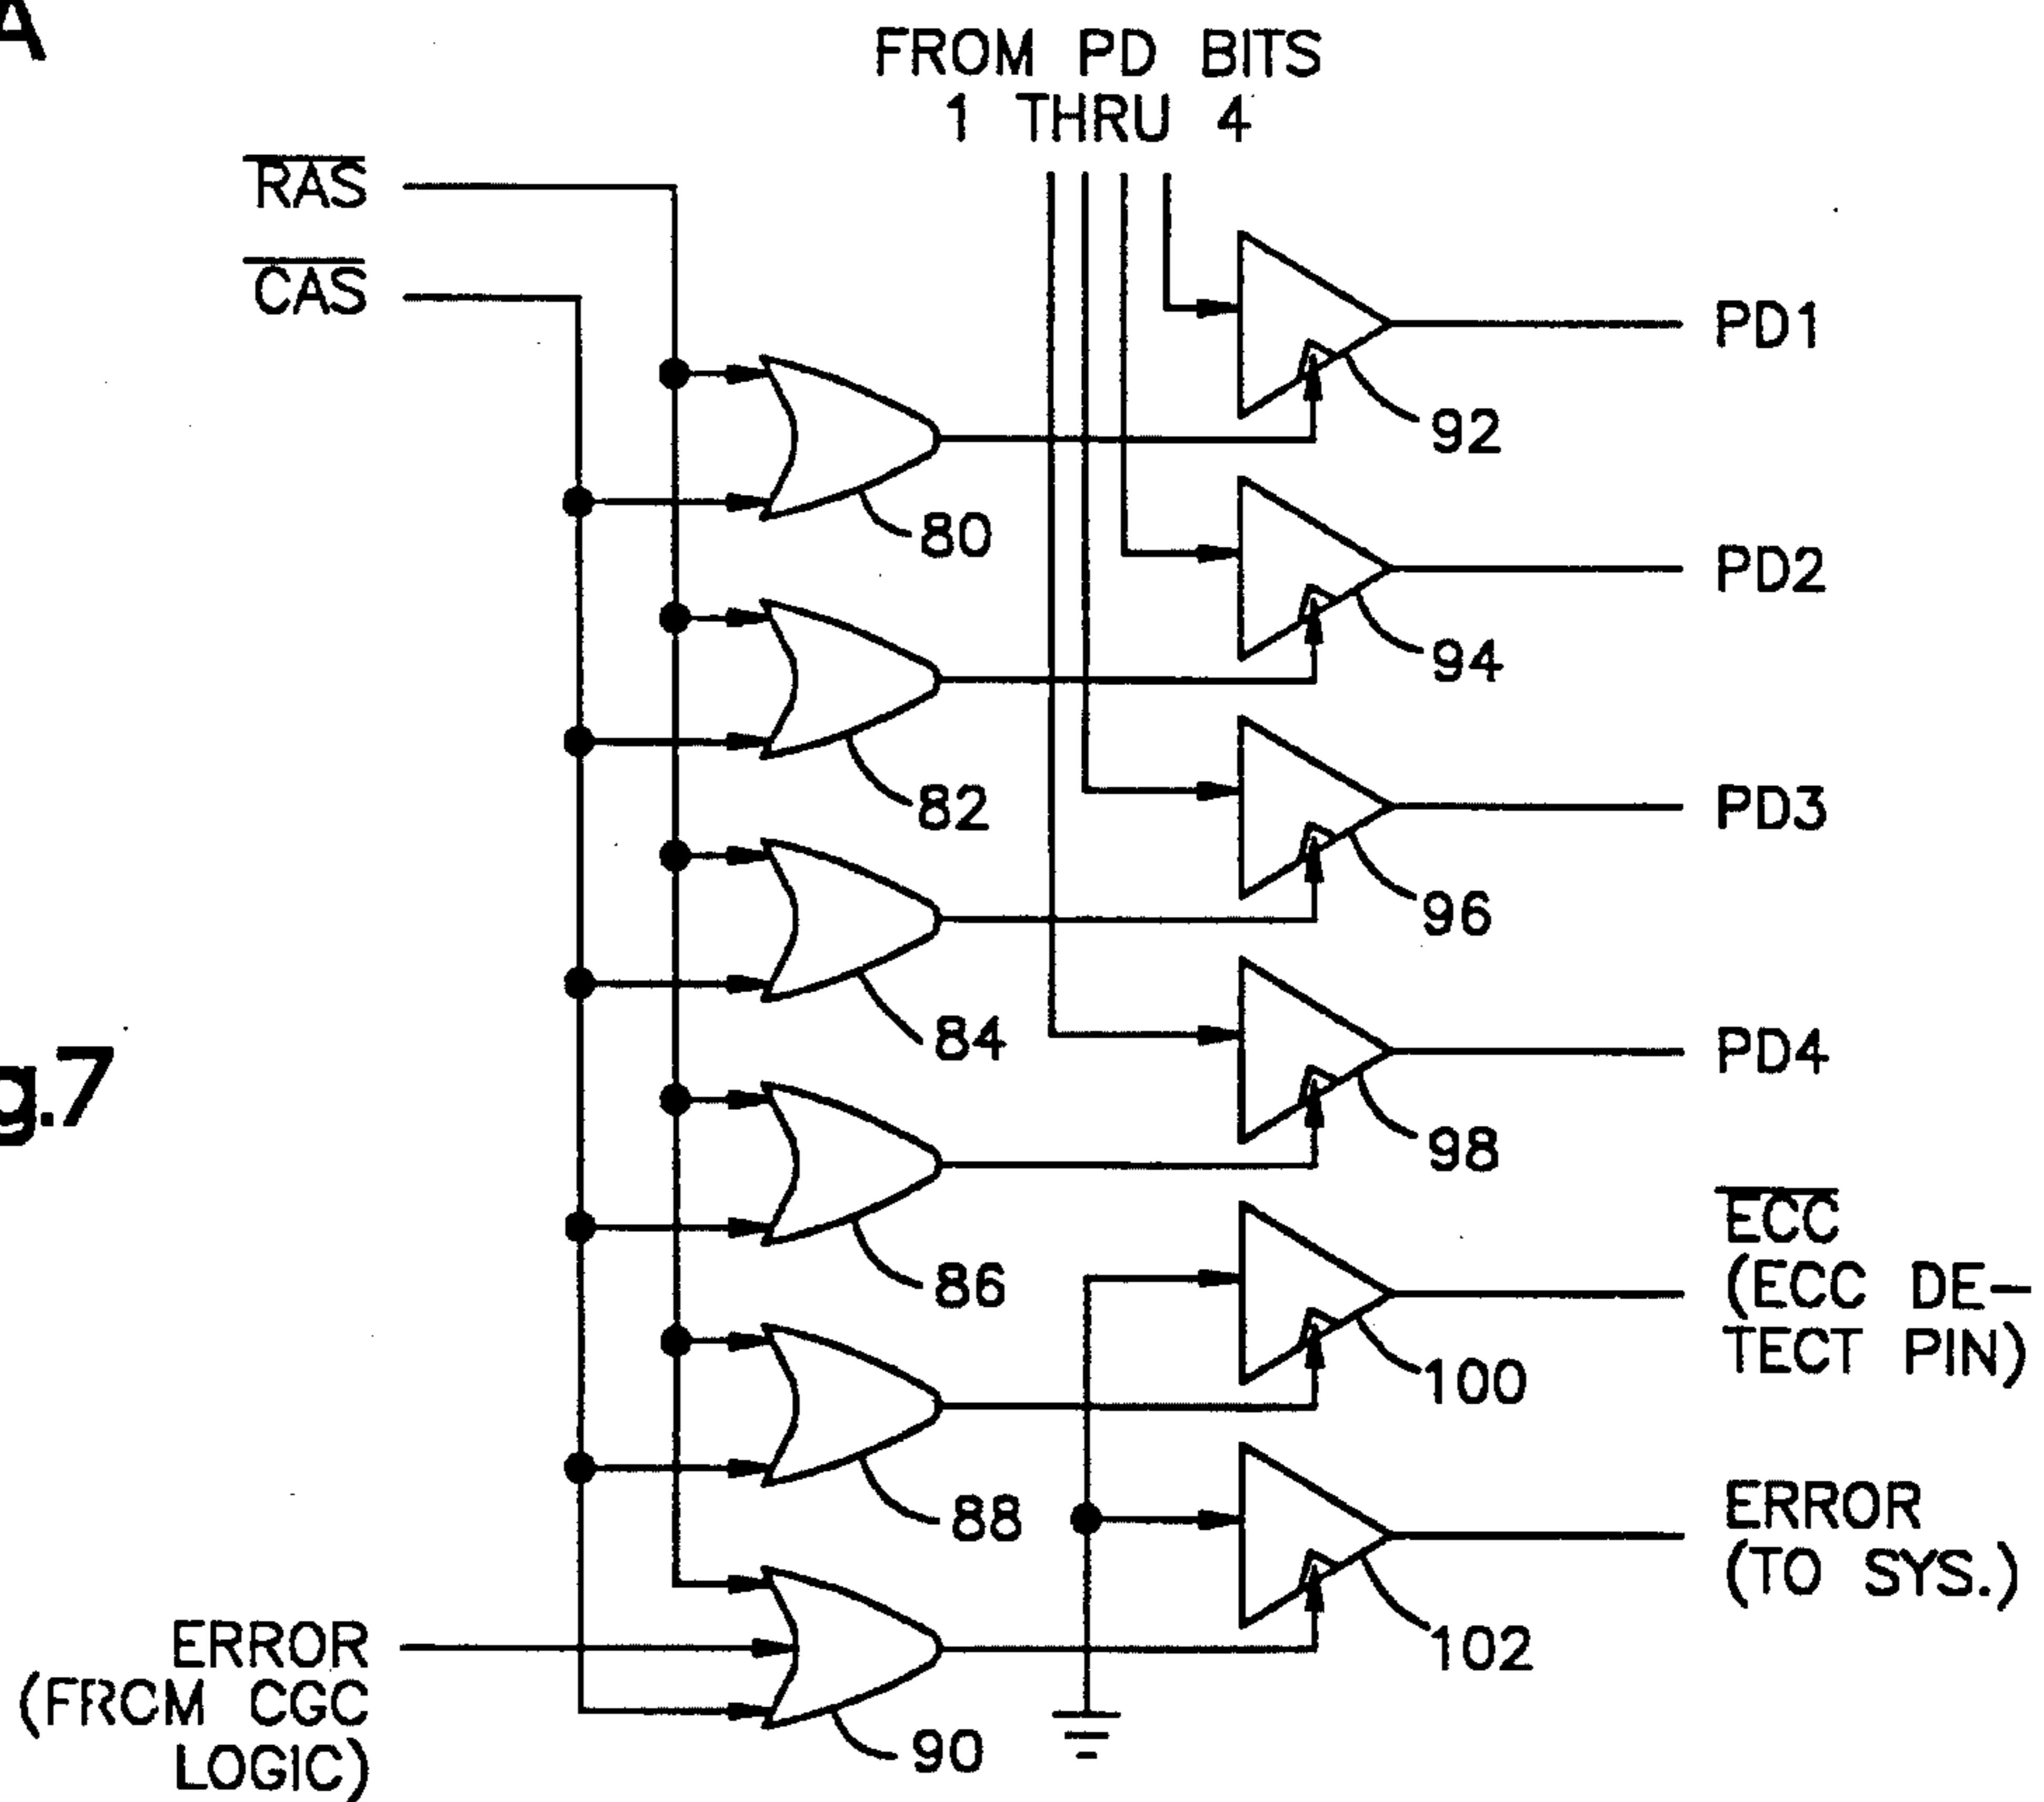 A
FROM PD BITS
1 THRU 4
RAS
CAS
PD1
92
80
PD2
94
82
PD3
96
84
PD4
g.7
98
ECC
86
(ECC DE-
TECT PIN)
100
88
ERROR
(TO SYS.)
102
ERROR
(FRCM CGC
LOGIC)
90